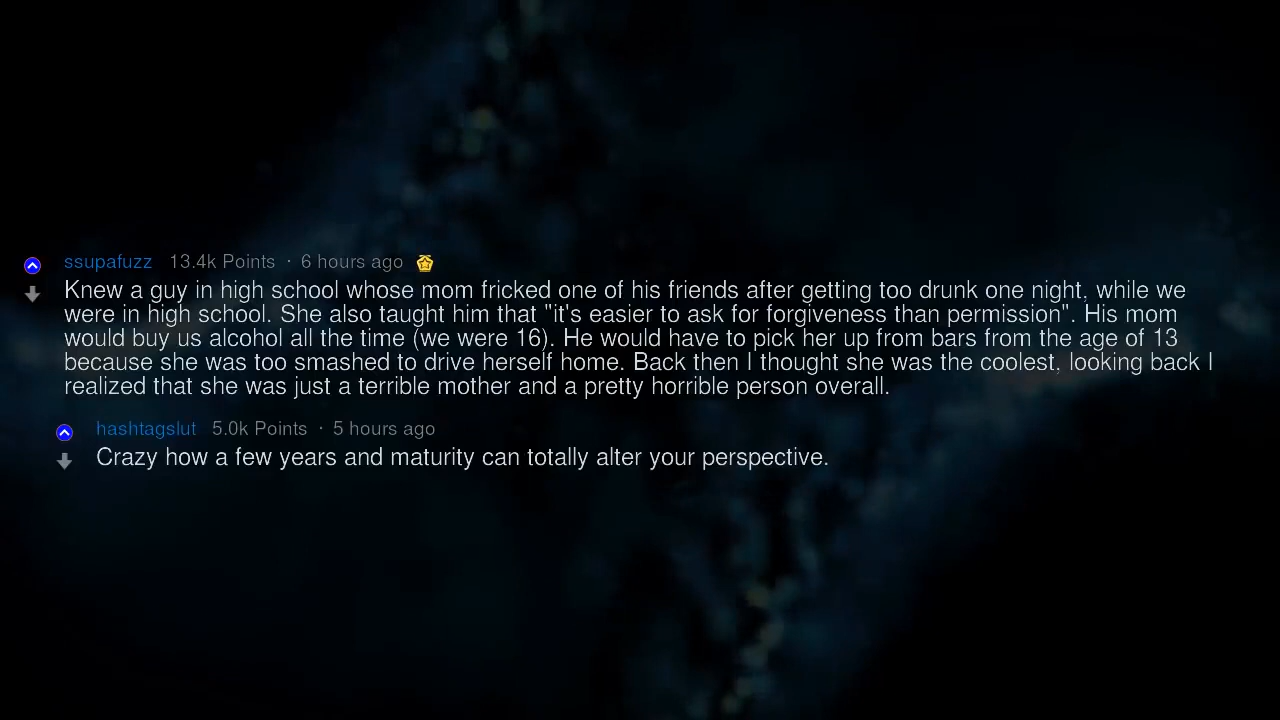 ssupafuzz 13.4k Points · 6 hours ago
Knew a guy in high school whose mom fricked one of his friends after getting too drunk one night, while we
were in high school. She also taught him that "it's easier to ask for forgiveness than permission". His mom
would buy us alcohol all the time (we were 16). He would have to pick her up from bars from the age of 13
because she was too smashed to drive herself home. Back then I thought she was the coolest, looking back I
realized that she was just a terrible mother and a pretty horrible person overall.
hashtagslut 5.0k Points · 5 hours ago
Crazy how a few years and maturity can totally alter your perspective.